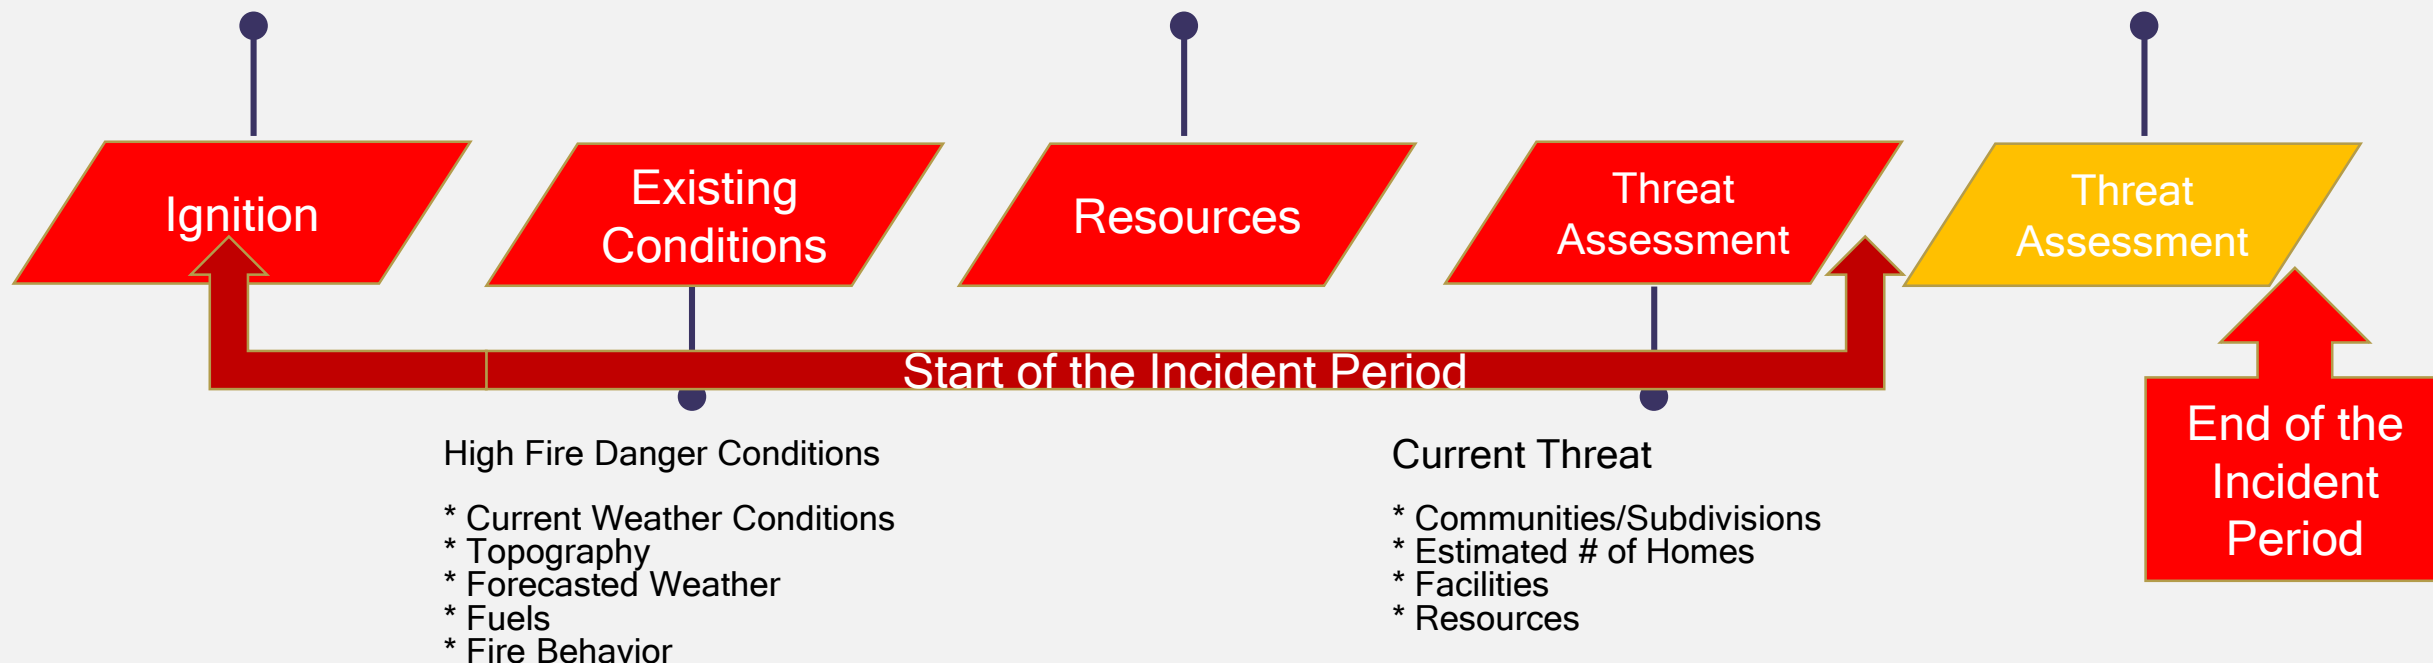 Ignition
Existing
Conditions
Resources
Threat
Assessment
Threat
Assessment
Start of the Incident Period
High Fire Danger Conditions
* Current Weather Conditions
* Topography
* Forecasted Weather
* Fuels
* Fire Behavior
Current Threat
* Communities/Subdivisions
* Estimated # of Homes
* Facilities
* Resources
End of the
Incident
Period